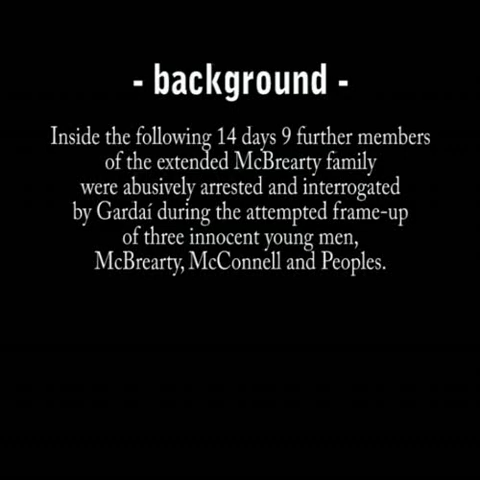 - background -
Inside the following 14 days 9 further members
of the extended McBrearty family
were abusively arrested and interrogated
by Gardaí during the attempted frame-up
of three innocent young men,
McBrearty, McConnell and Peoples.